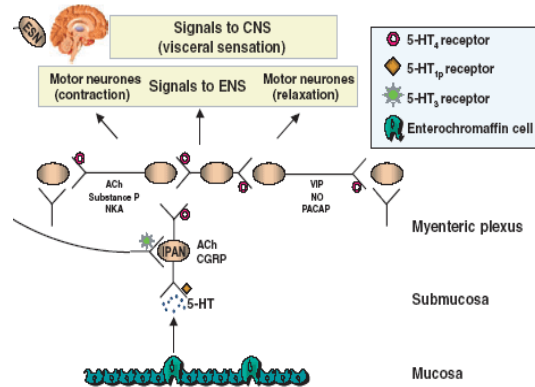 ESN
Signals to CNS
(visceral sensation)
Motor neurones
(contraction)
Signals to ENS
Motor neurones
(relaxation)
5-HT4 receptor
5-HT1p receptor
5-HT3 receptor
Enterochromaffin cell
ACh
Substance P
NKA
VIP
NO
PACAP
Myenteric plexus
IPAN
ACh
CGRP
5-HT
Submucosa
Mucosa